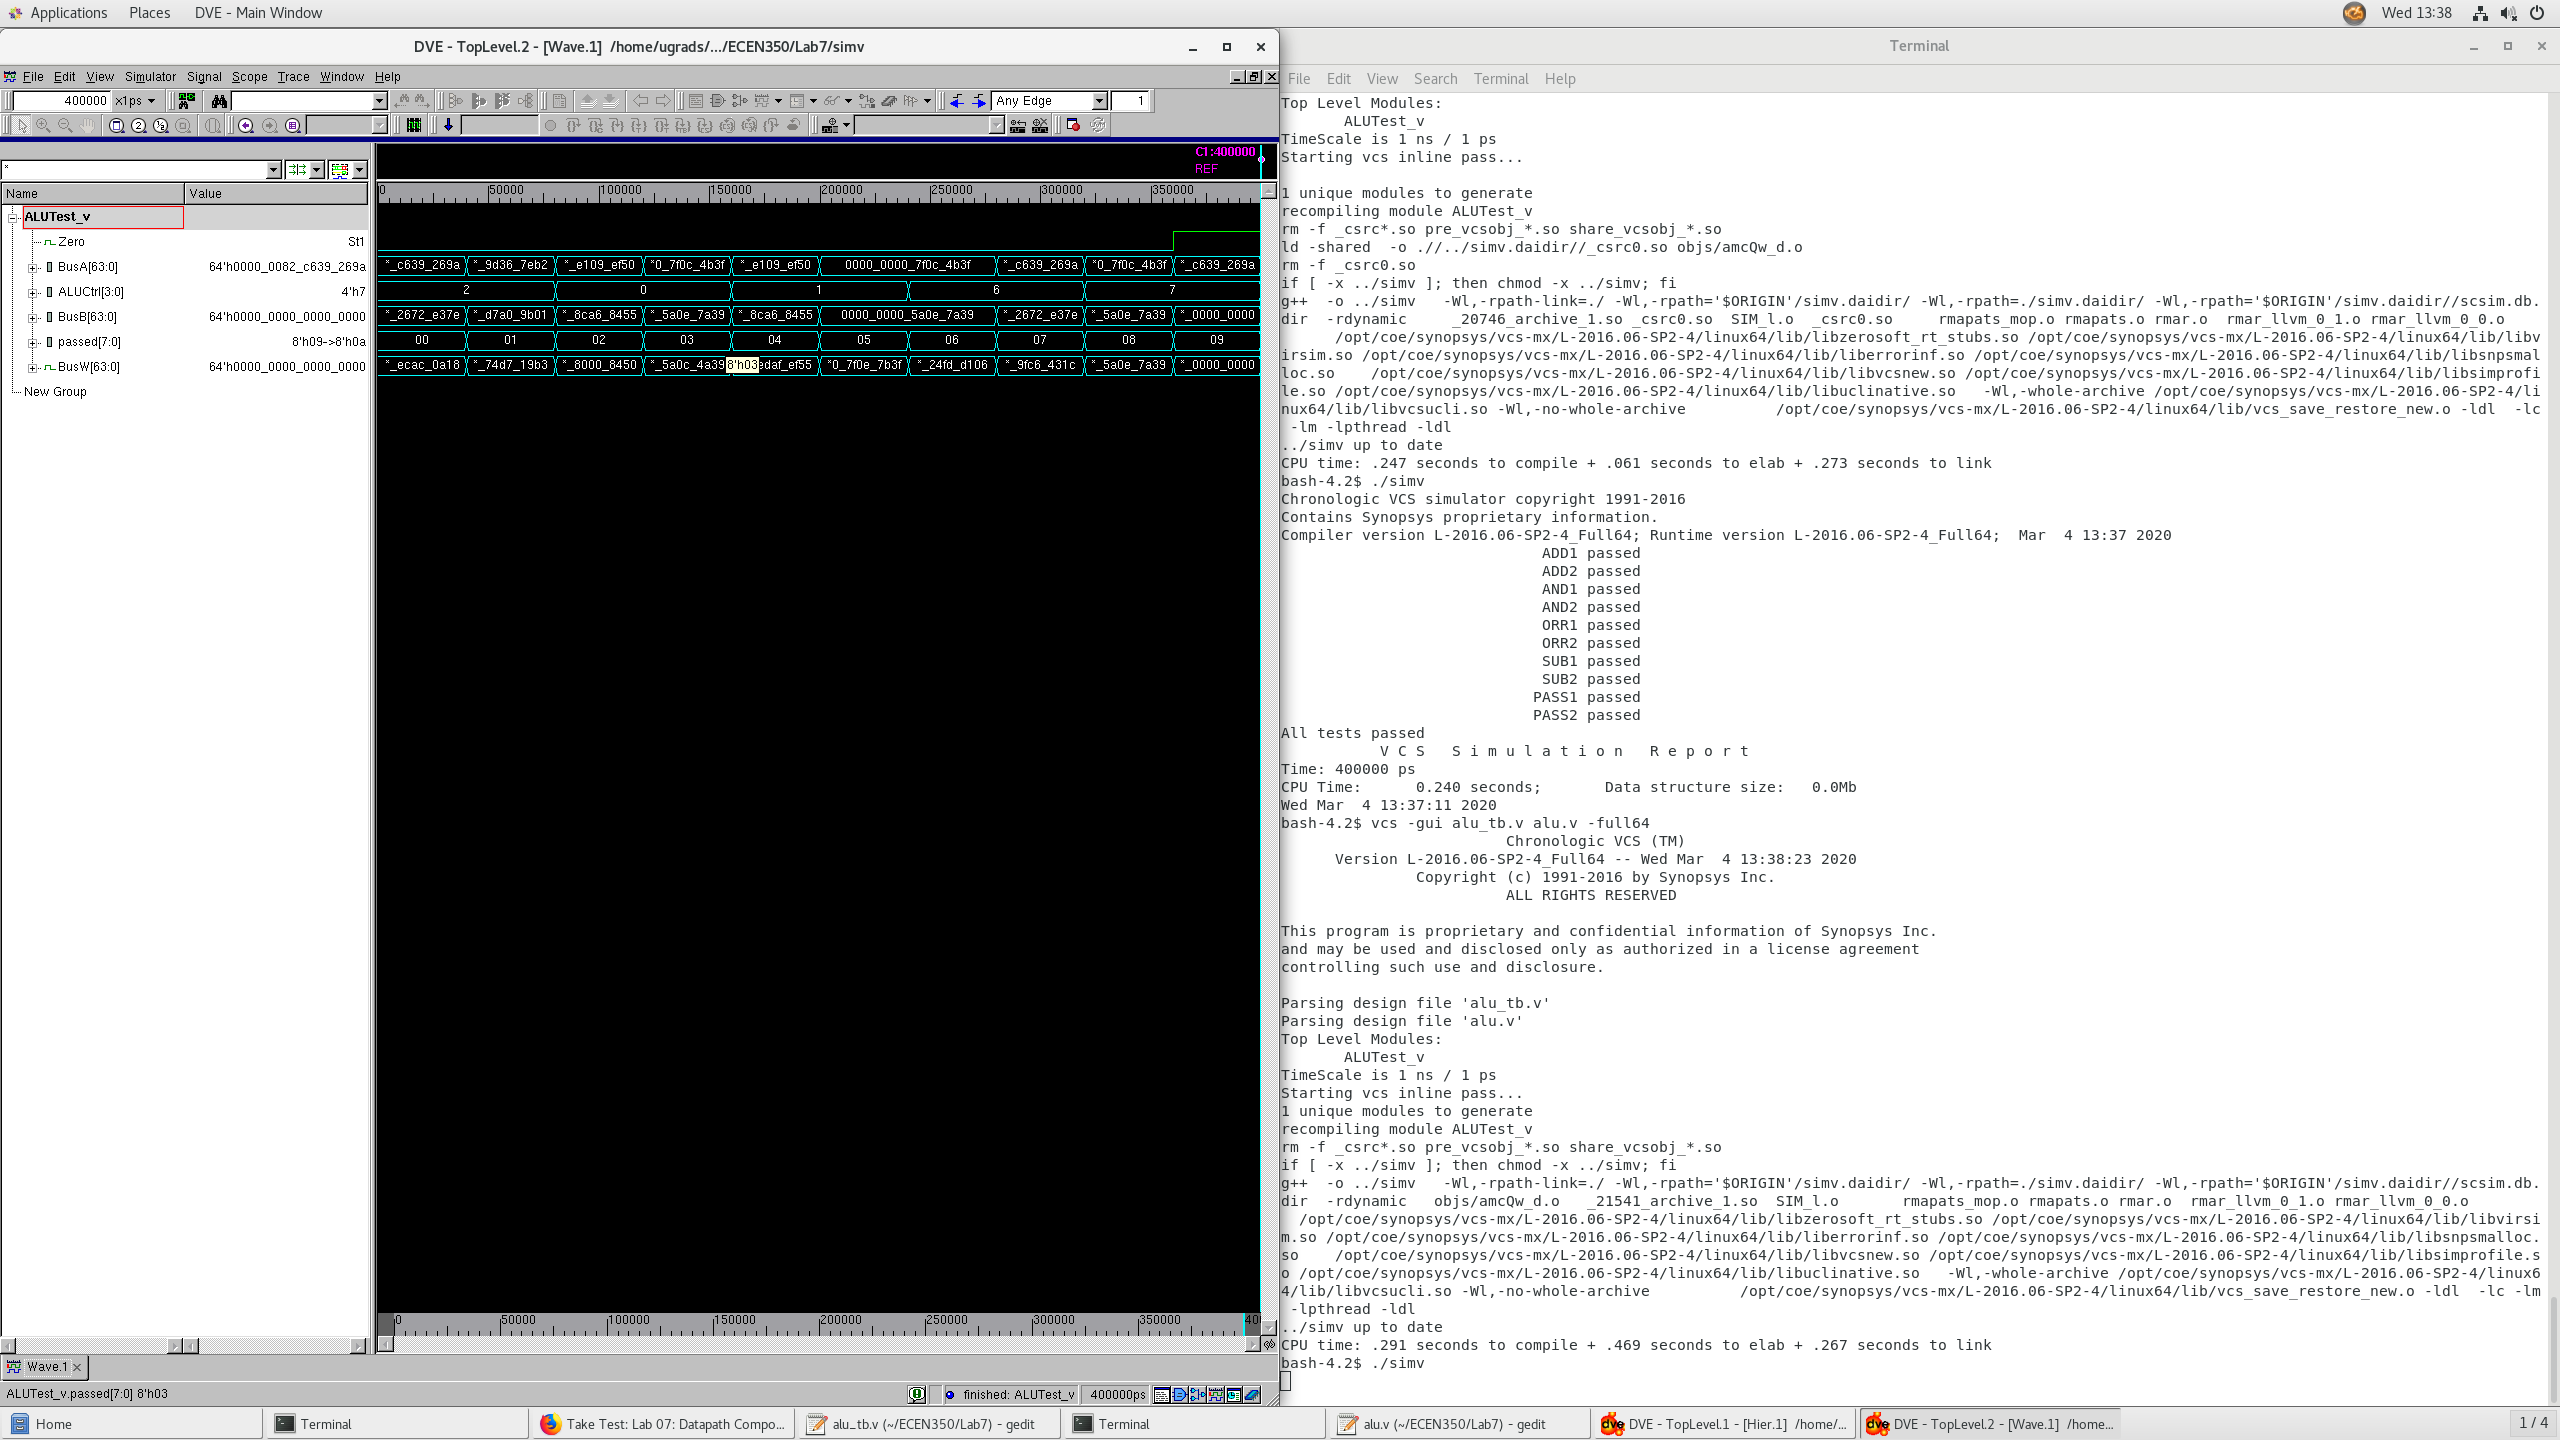 Applications Places DVE - Main Window Wed 13:38
DVE - TopLevel.2 - [Wave.1] /home/ugrads/.../ECEN350/Lab7/simv
File Edit View Simulator Signal Scope Trace Window Help
400000 x1ps Any Edge 1
*
Name Value
ALUTest_v
Zero St1
BusA[63:0] 64'h0000_0082_c639_269a
ALUCtrl[3:0] 4'h7
BusB[63:0] 64'h0000_0000_0000_0000
passed[7:0] 8'h09->8'h0a
BusW[63:0] 64'h0000_0000_0000_0000
New Group
C1:400000
REF
0 50000 100000 150000 200000 250000 300000 350000
*_c639_269a *_9d36_7eb2 *_e109_ef50 *0_7f0c_4b3f *_e109_ef50 0000_0000_7f0c_4b3f *_c639_269a *0_7f0c_4b3f *_c639_269a
2 0 1 6 7
*_2672_e37e *_d7a0_9b01 *_8ca6_8455 *_5a0e_7a39 *_8ca6_8455 0000_0000_5a0e_7a39 *_2672_e37e *_5a0e_7a39 *_0000_0000
00 01 02 03 04 05 06 07 08 09
*_ecac_0a18 *_74d7_19b3 *_8000_8450 *_5a0c_4a39 8'h03 edaf_ef55 *0_7f0e_7b3f *_24fd_d106 *_9fc6_431c *_5a0e_7a39 *_0000_0000
0 50000 100000 150000 200000 250000 300000 350000 40
Wave.1
ALUTest_v.passed[7:0] 8'h03 finished: ALUTest_v 400000ps
Terminal
File Edit View Search Terminal Help
Top Level Modules:
ALUTest_v
TimeScale is 1 ns / 1 ps
Starting vcs inline pass...
1 unique modules to generate
recompiling module ALUTest_v
rm -f _csrc*.so pre_vcsobj_*.so share_vcsobj_*.so
ld -shared -o .//../simv.daidir//_csrc0.so objs/amcQw_d.o
rm -f _csrc0.so
if [ -x ../simv ]; then chmod -x ../simv; fi
g++ -o ../simv -Wl,-rpath-link=./ -Wl,-rpath='$ORIGIN'/simv.daidir/ -Wl,-rpath=./simv.daidir/ -Wl,-rpath='$ORIGIN'/simv.daidir//scsim.db.
dir -rdynamic _20746_archive_1.so _csrc0.so SIM_l.o _csrc0.so rmapats_mop.o rmapats.o rmar.o rmar_llvm_0_1.o rmar_llvm_0_0.o
/opt/coe/synopsys/vcs-mx/L-2016.06-SP2-4/linux64/lib/libzerosoft_rt_stubs.so /opt/coe/synopsys/vcs-mx/L-2016.06-SP2-4/linux64/lib/libv
irsim.so /opt/coe/synopsys/vcs-mx/L-2016.06-SP2-4/linux64/lib/liberrorinf.so /opt/coe/synopsys/vcs-mx/L-2016.06-SP2-4/linux64/lib/libsnpsmal
loc.so /opt/coe/synopsys/vcs-mx/L-2016.06-SP2-4/linux64/lib/libvcsnew.so /opt/coe/synopsys/vcs-mx/L-2016.06-SP2-4/linux64/lib/libsimprofi
le.so /opt/coe/synopsys/vcs-mx/L-2016.06-SP2-4/linux64/lib/libuclinative.so -Wl,-whole-archive /opt/coe/synopsys/vcs-mx/L-2016.06-SP2-4/li
nux64/lib/libvcsucli.so -Wl,-no-whole-archive /opt/coe/synopsys/vcs-mx/L-2016.06-SP2-4/linux64/lib/vcs_save_restore_new.o -ldl -lc
-lm -lpthread -ldl
../simv up to date
CPU time: .247 seconds to compile + .061 seconds to elab + .273 seconds to link
bash-4.2$ ./simv
Chronologic VCS simulator copyright 1991-2016
Contains Synopsys proprietary information.
Compiler version L-2016.06-SP2-4_Full64; Runtime version L-2016.06-SP2-4_Full64; Mar 4 13:37 2020
ADD1 passed
ADD2 passed
AND1 passed
AND2 passed
ORR1 passed
ORR2 passed
SUB1 passed
SUB2 passed
PASS1 passed
PASS2 passed
All tests passed
V C S S i m u l a t i o n R e p o r t
Time: 400000 ps
CPU Time: 0.240 seconds; Data structure size: 0.0Mb
Wed Mar 4 13:37:11 2020
bash-4.2$ vcs -gui alu_tb.v alu.v -full64
Chronologic VCS (TM)
Version L-2016.06-SP2-4_Full64 -- Wed Mar 4 13:38:23 2020
Copyright (c) 1991-2016 by Synopsys Inc.
ALL RIGHTS RESERVED
This program is proprietary and confidential information of Synopsys Inc.
and may be used and disclosed only as authorized in a license agreement
controlling such use and disclosure.
Parsing design file 'alu_tb.v'
Parsing design file 'alu.v'
Top Level Modules:
ALUTest_v
TimeScale is 1 ns / 1 ps
Starting vcs inline pass...
1 unique modules to generate
recompiling module ALUTest_v
rm -f _csrc*.so pre_vcsobj_*.so share_vcsobj_*.so
if [ -x ../simv ]; then chmod -x ../simv; fi
g++ -o ../simv -Wl,-rpath-link=./ -Wl,-rpath='$ORIGIN'/simv.daidir/ -Wl,-rpath=./simv.daidir/ -Wl,-rpath='$ORIGIN'/simv.daidir//scsim.db.
dir -rdynamic objs/amcQw_d.o _21541_archive_1.so SIM_l.o rmapats_mop.o rmapats.o rmar.o rmar_llvm_0_1.o rmar_llvm_0_0.o
/opt/coe/synopsys/vcs-mx/L-2016.06-SP2-4/linux64/lib/libzerosoft_rt_stubs.so /opt/coe/synopsys/vcs-mx/L-2016.06-SP2-4/linux64/lib/libvirsi
m.so /opt/coe/synopsys/vcs-mx/L-2016.06-SP2-4/linux64/lib/liberrorinf.so /opt/coe/synopsys/vcs-mx/L-2016.06-SP2-4/linux64/lib/libsnpsmalloc.
so /opt/coe/synopsys/vcs-mx/L-2016.06-SP2-4/linux64/lib/libvcsnew.so /opt/coe/synopsys/vcs-mx/L-2016.06-SP2-4/linux64/lib/libsimprofile.s
o /opt/coe/synopsys/vcs-mx/L-2016.06-SP2-4/linux64/lib/libuclinative.so -Wl,-whole-archive /opt/coe/synopsys/vcs-mx/L-2016.06-SP2-4/linux6
4/lib/libvcsucli.so -Wl,-no-whole-archive /opt/coe/synopsys/vcs-mx/L-2016.06-SP2-4/linux64/lib/vcs_save_restore_new.o -ldl -lc -lm
-lpthread -ldl
../simv up to date
CPU time: .291 seconds to compile + .469 seconds to elab + .267 seconds to link
bash-4.2$ ./simv
Home Terminal Take Test: Lab 07: Datapath Compo... alu_tb.v (~/ECEN350/Lab7) - gedit Terminal alu.v (~/ECEN350/Lab7) - gedit DVE - TopLevel.1 - [Hier.1] /home/... DVE - TopLevel.2 - [Wave.1] /home... 1 / 4